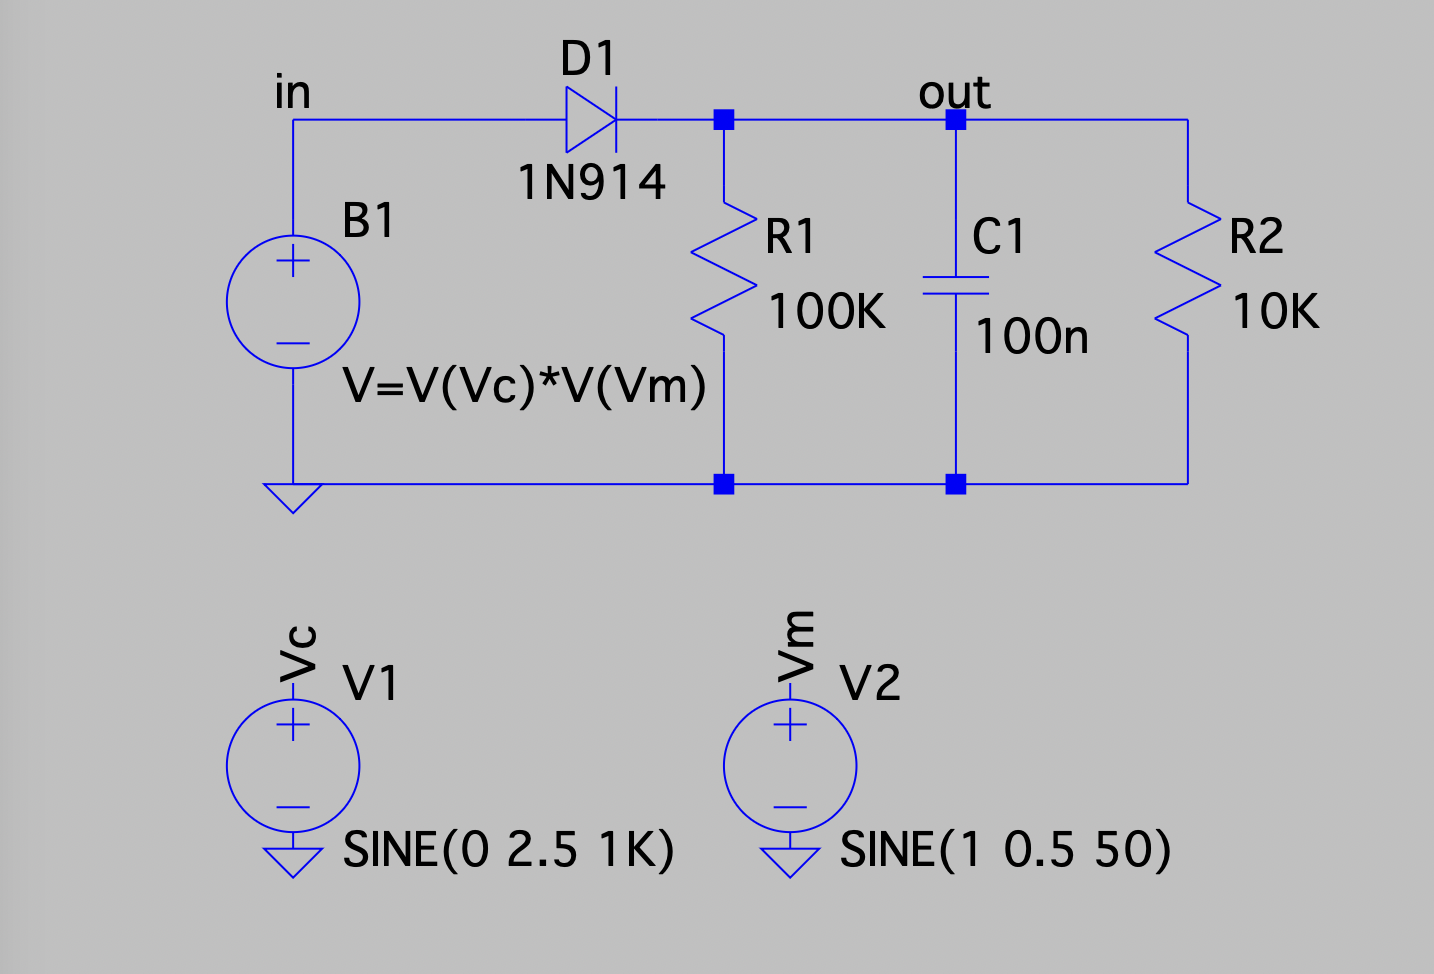 D1
in
out
1N914
B1
R1
C1
R2
100K
100n
10K
V=V(Vc)*V(Vm)
Vc
Vm
V1
V2
SINE(0 2.5 1K)
SINE(1 0.5 50)